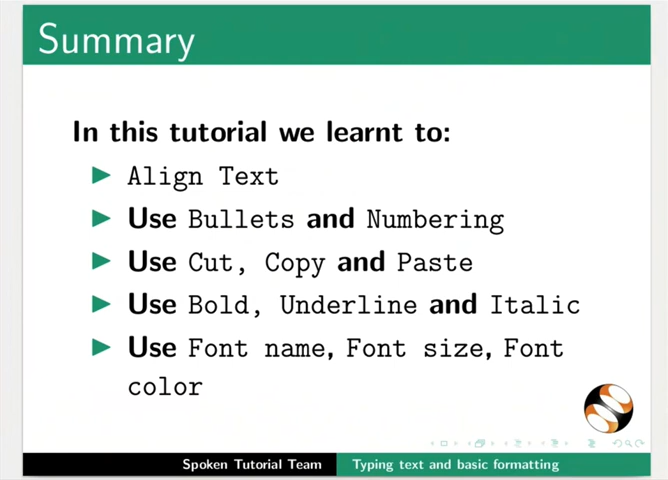 Summary
In this tutorial we learnt to:
Align Text
Use Bullets and Numbering
Use Cut, Copy and Paste
Use Bold, Underline and Italic
Use Font name, Font size, Font
color
Spoken Tutorial Team
Typing text and basic formatting